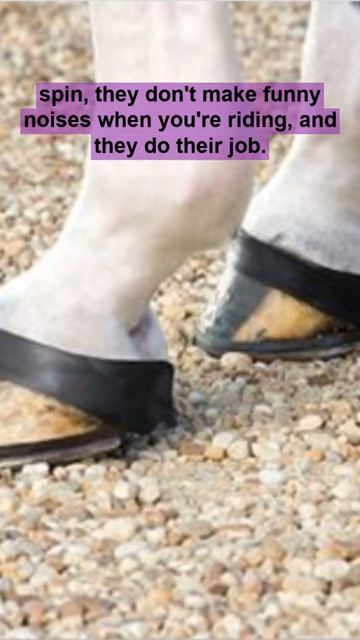 spin, they don't make funny
noises when you're riding, and
they do their job.